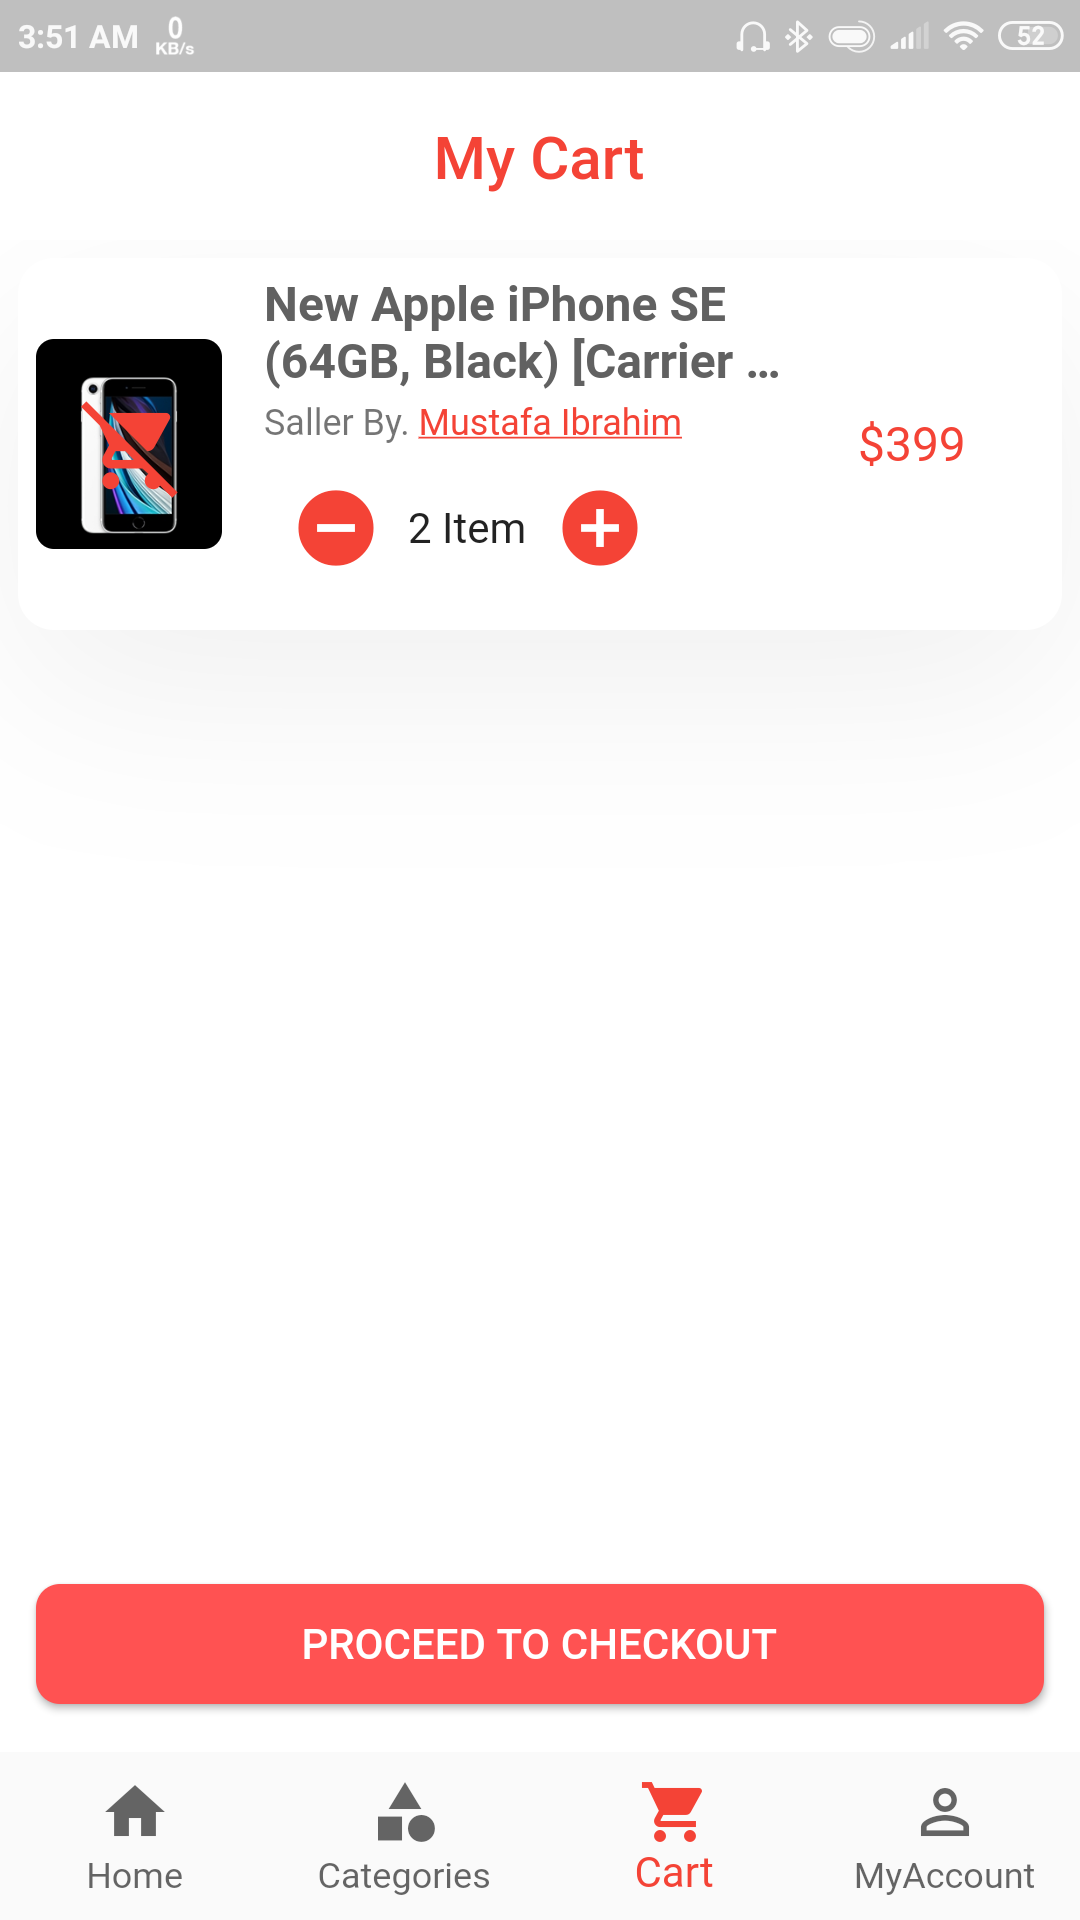 3:51 AM
0
KB/s
52
My Cart
New Apple iPhone SE
(64GB, Black) [Carrier ...
Saller By. Mustafa Ibrahim
$399
2 Item
PROCEED TO CHECKOUT
Home
Categories
Cart
MyAccount